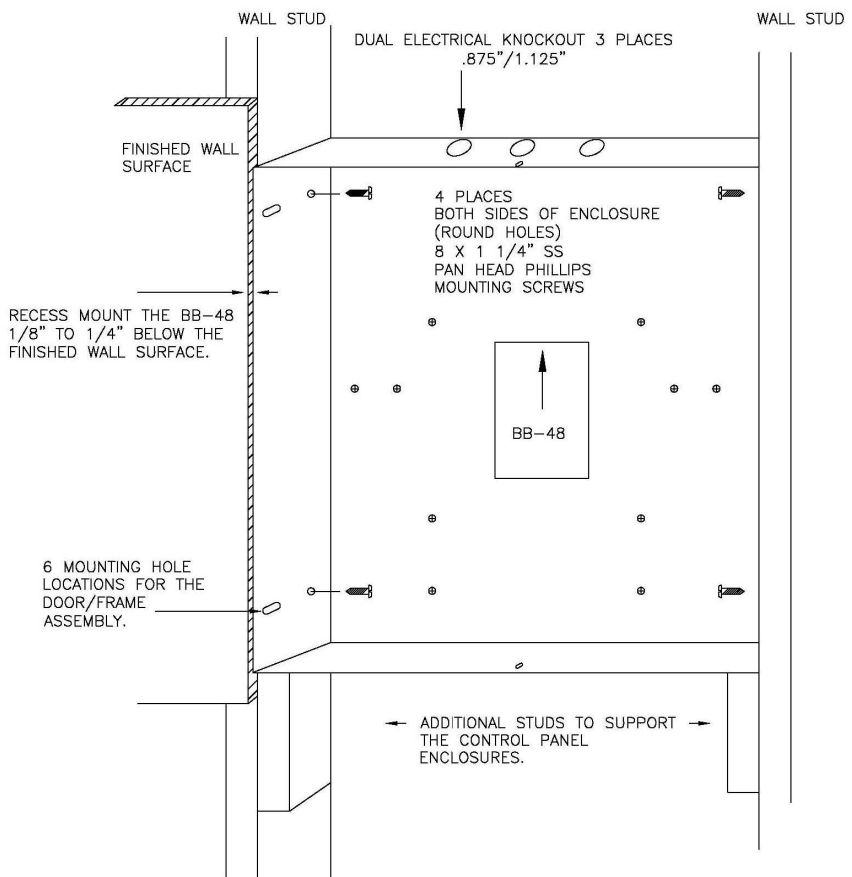 WALL STUD
WALL STUD
DUAL ELECTRICAL KNOCKOUT 3 PLACES
.875”/1.125”
FINISHED WALL
SURFACE
4 PLACES
BOTH SIDES OF ENCLOSURE
(ROUND HOLES)
8 X 1 1/4” SS
PAN HEAD PHILLIPS
MOUNTING SCREWS
RECESS MOUNT THE BB–48
1/8” TO 1/4” BELOW THE
FINISHED WALL SURFACE.
BB–48
6 MOUNTING HOLE
LOCATIONS FOR THE
DOOR/FRAME
ASSEMBLY.
ADDITIONAL STUDS TO SUPPORT
THE CONTROL PANEL
ENCLOSURES.